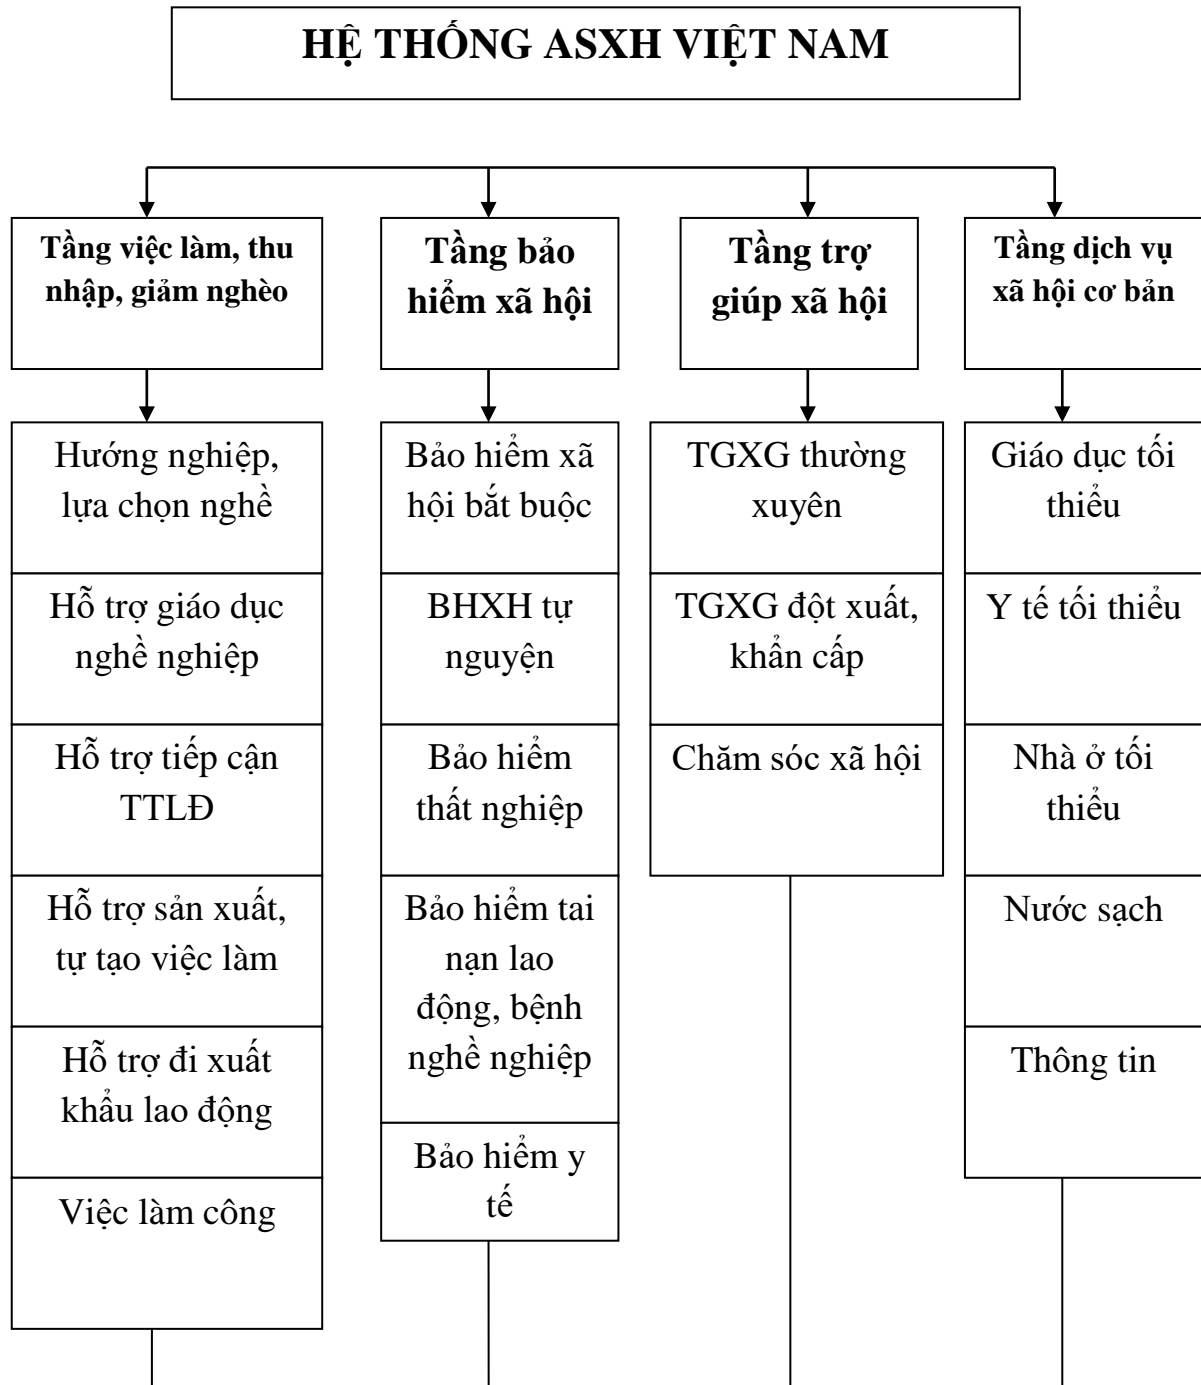 HỆ THỐNG ASXH VIỆT NAM
Tầng việc làm, thu
nhập, giảm nghèo
Hướng nghiệp,
lựa chọn nghề
Hỗ trợ giáo dục
nghề nghiệp
Hỗ trợ tiếp cận
TTLĐ
Hỗ trợ sản xuất,
tự tạo việc làm
Hỗ trợ đi xuất
khẩu lao động
Việc làm công
Tầng bảo
hiểm xã hội
Bảo hiểm xã
hội bắt buộc
BHXH tự
nguyện
Bảo hiểm
thất nghiệp
Bảo hiểm tai
nạn lao
động, bệnh
nghề nghiệp
Bảo hiểm y
tế
Tầng trợ
giúp xã hội
TGXG thường
xuyên
TGXG đột xuất,
khẩn cấp
Chăm sóc xã hội
Tầng dịch vụ
xã hội cơ bản
Giáo dục tối
thiểu
Y tế tối thiểu
Nhà ở tối
thiểu
Nước sạch
Thông tin